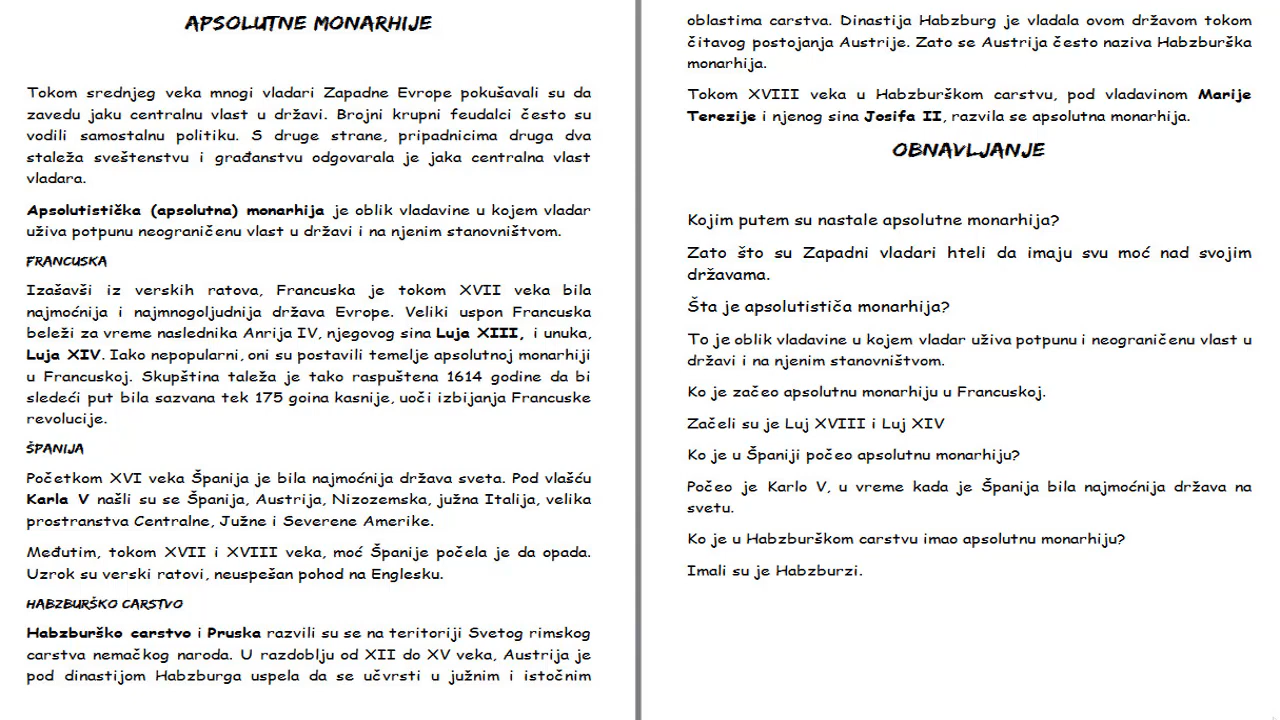 APSOLUTNE MONARHIJE
Tokom srednjeg veka mnogi vladari Zapadne Evrope pokušavali su da
zavedu jaku centralnu vlast u državi. Brojni krupni feudalci često su
vodili samostalnu politiku. S druge strane, pripadnicima druga dva
staleža sveštenstvu i građanstvu odgovarala je jaka centralna vlast
vladara.
Apsolutistička (apsolutna) monarhija je oblik vladavine u kojem vladar
uživa potpunu neograničenu vlast u državi i na njenim stanovništvom.
FRANCUSKA
Izašavši iz verskih ratova, Francuska je tokom XVII veka bila
najmoćnija i najmnogoljudnija država Evrope. Veliki uspon Francuska
beleži za vreme naslednika Anrija IV, njegovog sina Luja XIII, i unuka,
Luja XIV. Iako nepopularni, oni su postavili temelje apsolutnoj monarhiji
u Francuskoj. Skupština taleža je tako raspuštena 1614 godine da bi
sledeći put bila sazvana tek 175 goina kasnije, uoči izbijanja Francuske
revolucije.
ŠPANIJA
Početkom XVI veka Španija je bila najmoćnija država sveta. Pod vlašću
Karla V našli su se Španija, Austrija, Nizozemska, južna Italija, velika
prostranstva Centralne, Južne i Severene Amerike.
Međutim, tokom XVII i XVIII veka, moć Španije počela je da opada.
Uzrok su verski ratovi, neuspešan pohod na Englesku.
HABZBURŠKO CARSTVO
Habzburško carstvo i Pruska razvili su se na teritoriji Svetog rimskog
carstva nemačkog naroda. U razdoblju od XII do XV veka, Austrija je
pod dinastijom Habzburga uspela da se učvrsti u južnim i istočnim
oblastima carstva. Dinastija Habzburg je vladala ovom državom tokom
čitavog postojanja Austrije. Zato se Austrija često naziva Habzburška
monarhija.
Tokom XVIII veka u Habzburškom carstvu, pod vladavinom Marije
Terezije i njenog sina Josifa II, razvila se apsolutna monarhija.
OBNAVLJANJE
Kojim putem su nastale apsolutne monarhija?
Zato što su Zapadni vladari hteli da imaju svu moć nad svojim
državama.
Šta je apsolutističa monarhija?
To je oblik vladavine u kojem vladar uživa potpunu i neograničenu vlast u
državi i na njenim stanovništvom.
Ko je začeo apsolutnu monarhiju u Francuskoj.
Začeli su je Luj XVIII i Luj XIV
Ko je u Španiji počeo apsolutnu monarhiju?
Počeo je Karlo V, u vreme kada je Španija bila najmoćnija država na
svetu.
Ko je u Habzburškom carstvu imao apsolutnu monarhiju?
Imali su je Habzburzi.